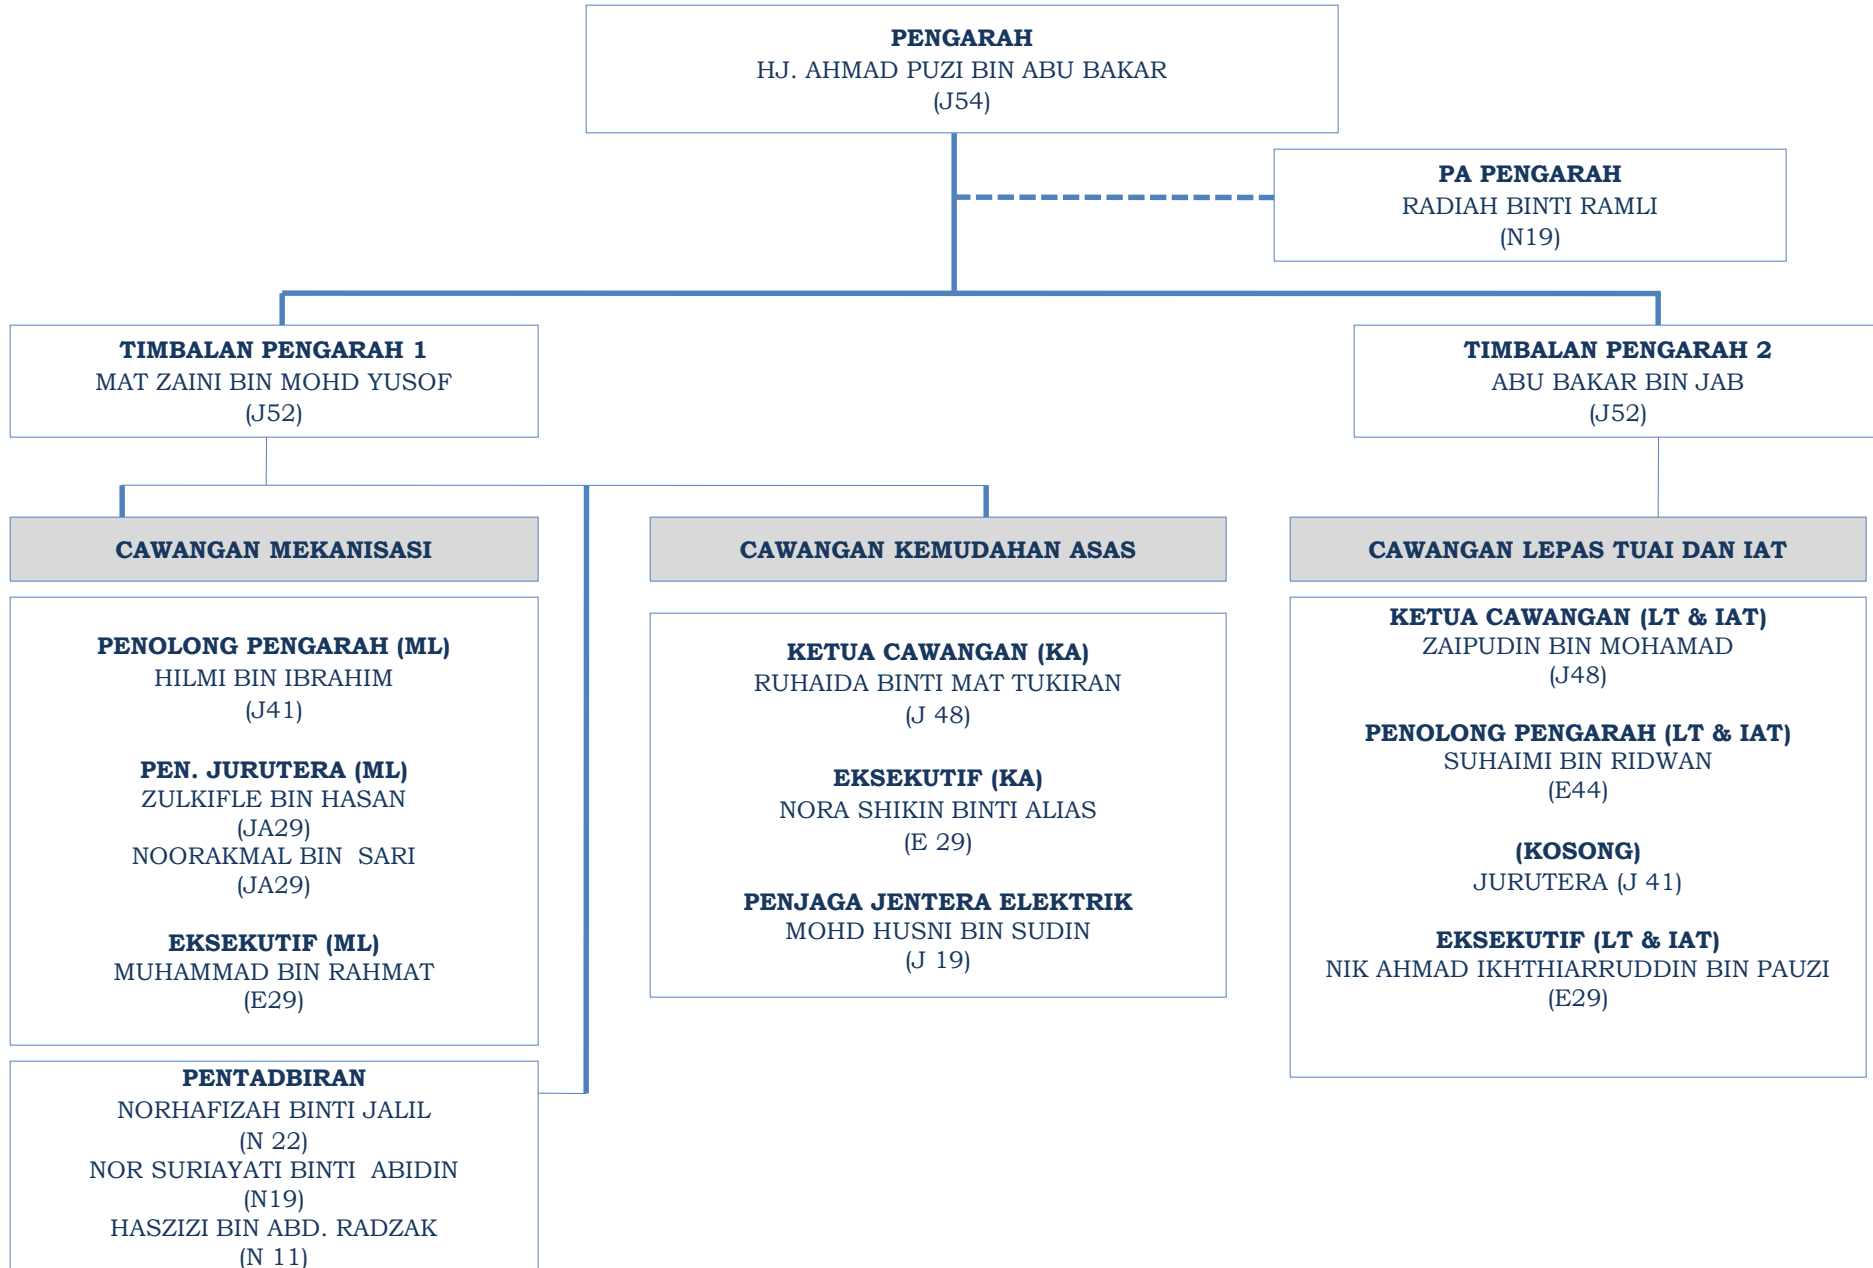 PENGARAH
HJ. AHMAD PUZI BIN ABU BAKAR
(J54)
PA PENGARAH
RADIAH BINTI RAMLI
(N19)
TIMBALAN PENGARAH 1
MAT ZAINI BIN MOHD YUSOF
(J52)
TIMBALAN PENGARAH 2
ABU BAKAR BIN JAB
(J52)
CAWANGAN MEKANISASI
PENOLONG PENGARAH (ML)
HILMI BIN IBRAHIM
(J41)
PEN. JURUTERA (ML)
ZULKIFLE BIN HASAN
(JA29)
NOORAKMAL BIN  SARI
(JA29)
EKSEKUTIF (ML)
MUHAMMAD BIN RAHMAT
(E29)
PENTADBIRAN
NORHAFIZAH BINTI JALIL
(N 22)
NOR SURIAYATI BINTI  ABIDIN
(N19)
HASZIZI BIN ABD. RADZAK
(N 11)
CAWANGAN KEMUDAHAN ASAS
KETUA CAWANGAN (KA)
RUHAIDA BINTI MAT TUKIRAN
(J 48)
EKSEKUTIF (KA)
NORA SHIKIN BINTI ALIAS
(E 29)
PENJAGA JENTERA ELEKTRIK
MOHD HUSNI BIN SUDIN
(J 19)
CAWANGAN LEPAS TUAI DAN IAT
KETUA CAWANGAN (LT & IAT)
ZAIPUDIN BIN MOHAMAD
(J48)
PENOLONG PENGARAH (LT & IAT)
SUHAIMI BIN RIDWAN
(E44)
(KOSONG)
JURUTERA (J 41)
EKSEKUTIF (LT & IAT)
NIK AHMAD IKHTHIARRUDDIN BIN PAUZI
(E29)